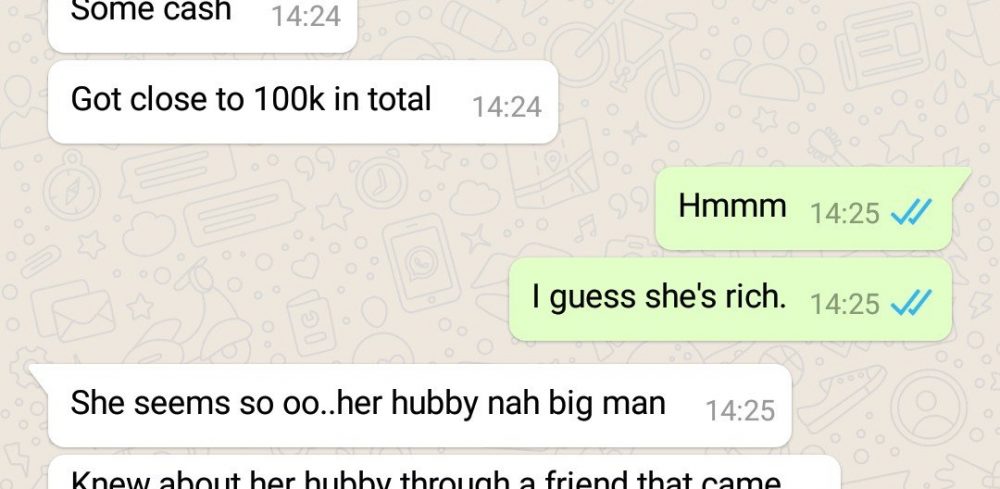 Some cash 14:24
Got close to 100k in total 14:24
Hmmm 14:25
I guess she's rich. 14:25
She seems so oo..her hubby nah big man 14:25
Knew about her hubby through a friend that came